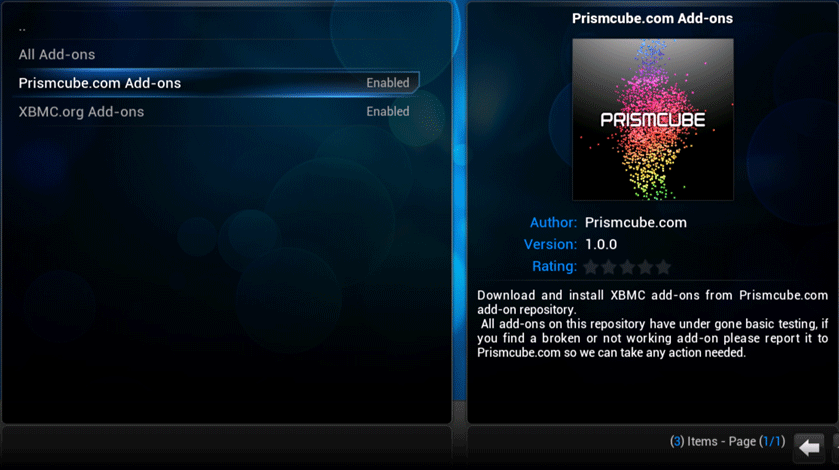 ..
All Add-ons
Prismcube.com Add-ons Enabled
XBMC.org Add-ons Enabled
Prismcube.com Add-ons
PRISMCUBE
Author: Prismcube.com
Version: 1.0.0
Rating:
Download and install XBMC add-ons from Prismcube.com
add-on repository.
All add-ons on this repository have under gone basic testing, if
you find a broken or not working add-on please report it to
Prismcube.com so we can take any action needed.
(3) Items - Page (1/1)